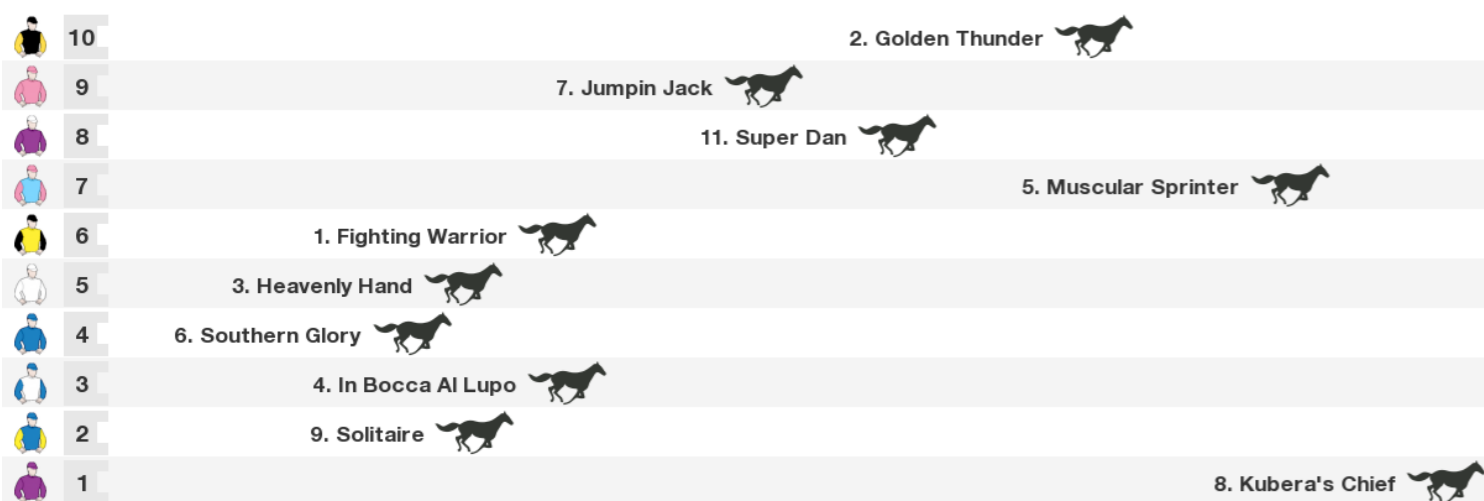 10 2. Golden Thunder
9 7. Jumpin Jack
8 11. Super Dan
7 5. Muscular Sprinter
6 1. Fighting Warrior
5 3. Heavenly Hand
4 6. Southern Glory
3 4. In Bocca Al Lupo
2 9. Solitaire
1 8. Kubera's Chief